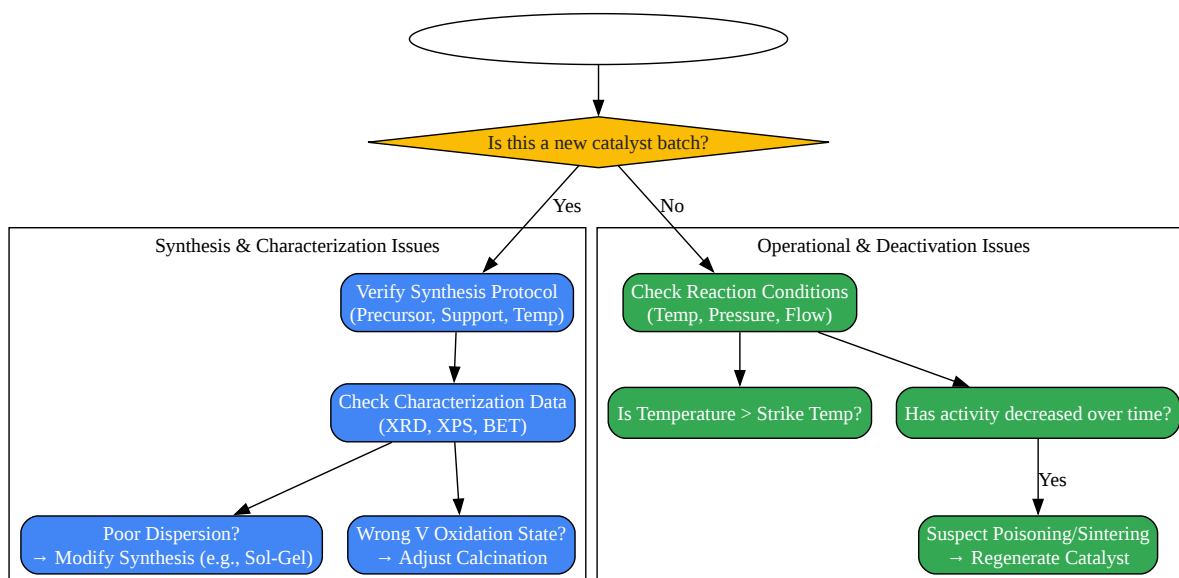 Is this a new catalyst batch?
Yes
No
Synthesis & Characterization Issues
Verify Synthesis Protocol
(Precursor, Support, Temp)
Check Characterization Data
(XRD, XPS, BET)
Poor Dispersion?
→ Modify Synthesis (e.g., Sol-Gel)
Wrong V Oxidation State?
→ Adjust Calcination
Operational & Deactivation Issues
Check Reaction Conditions
(Temp, Pressure, Flow)
Is Temperature > Strike Temp?
Has activity decreased over time?
Yes
Suspect Poisoning/Sintering
→ Regenerate Catalyst